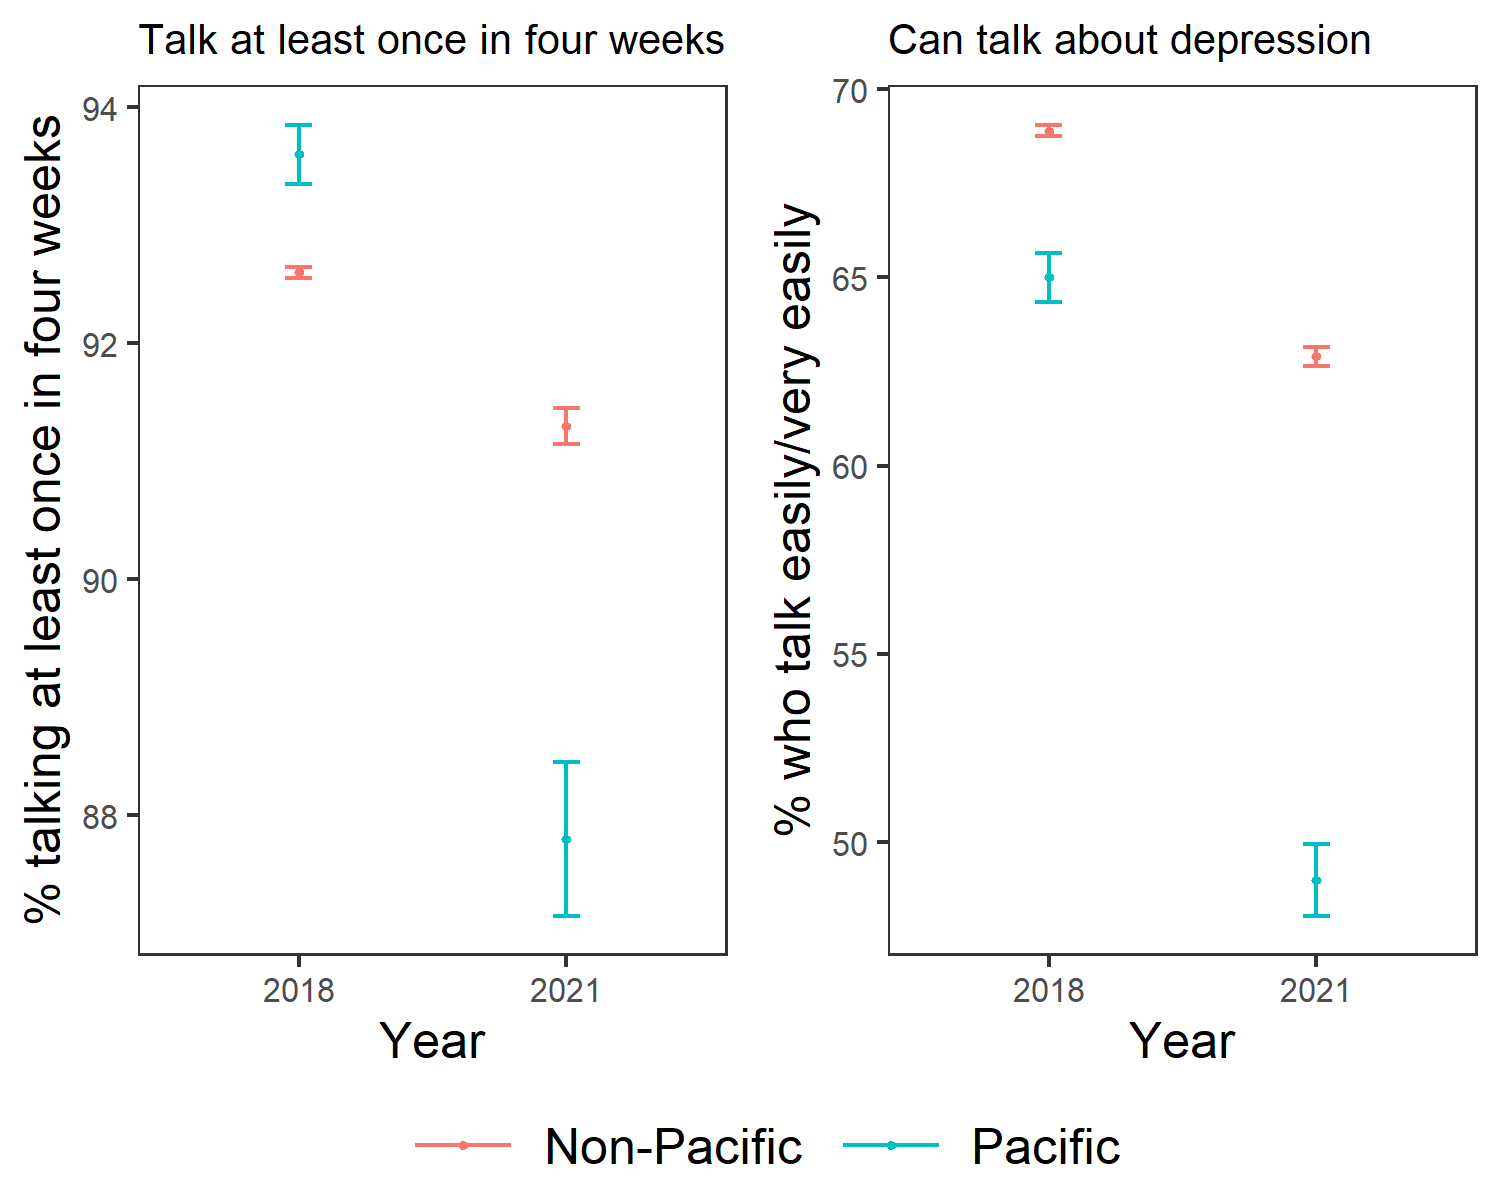 Talk at least once in four weeks
% talking at least once in four weeks
94
92
90
88
2018 2021
Year
Can talk about depression
% who talk easily/very easily
70
65
60
55
50
2018 2021
Year
Non-Pacific Pacific